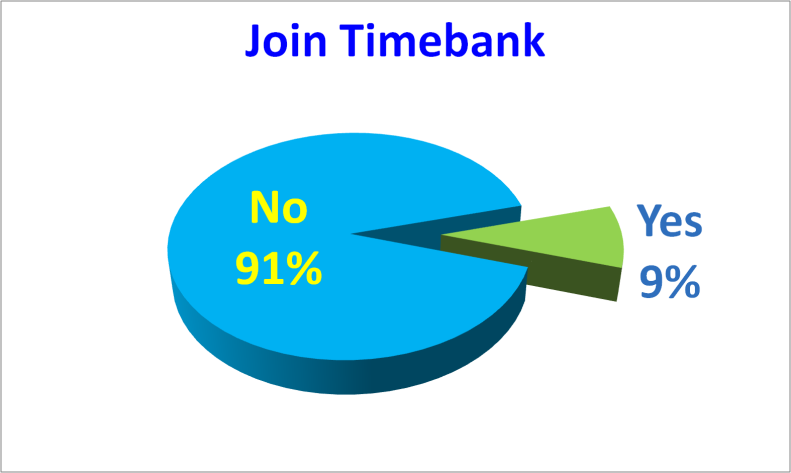 Join Timebank
No
91%
Yes
9%